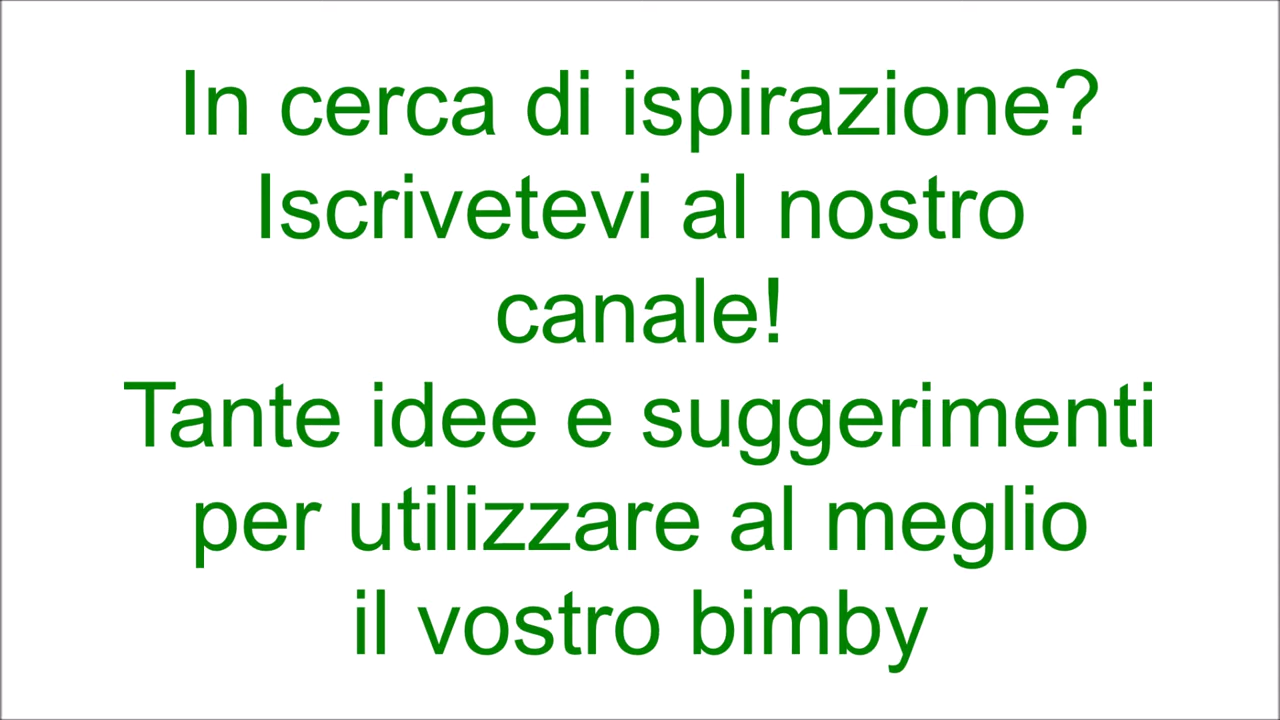 In cerca di ispirazione?
Iscrivetevi al nostro
canale!
Tante idee e suggerimenti
per utilizzare al meglio
il vostro bimby